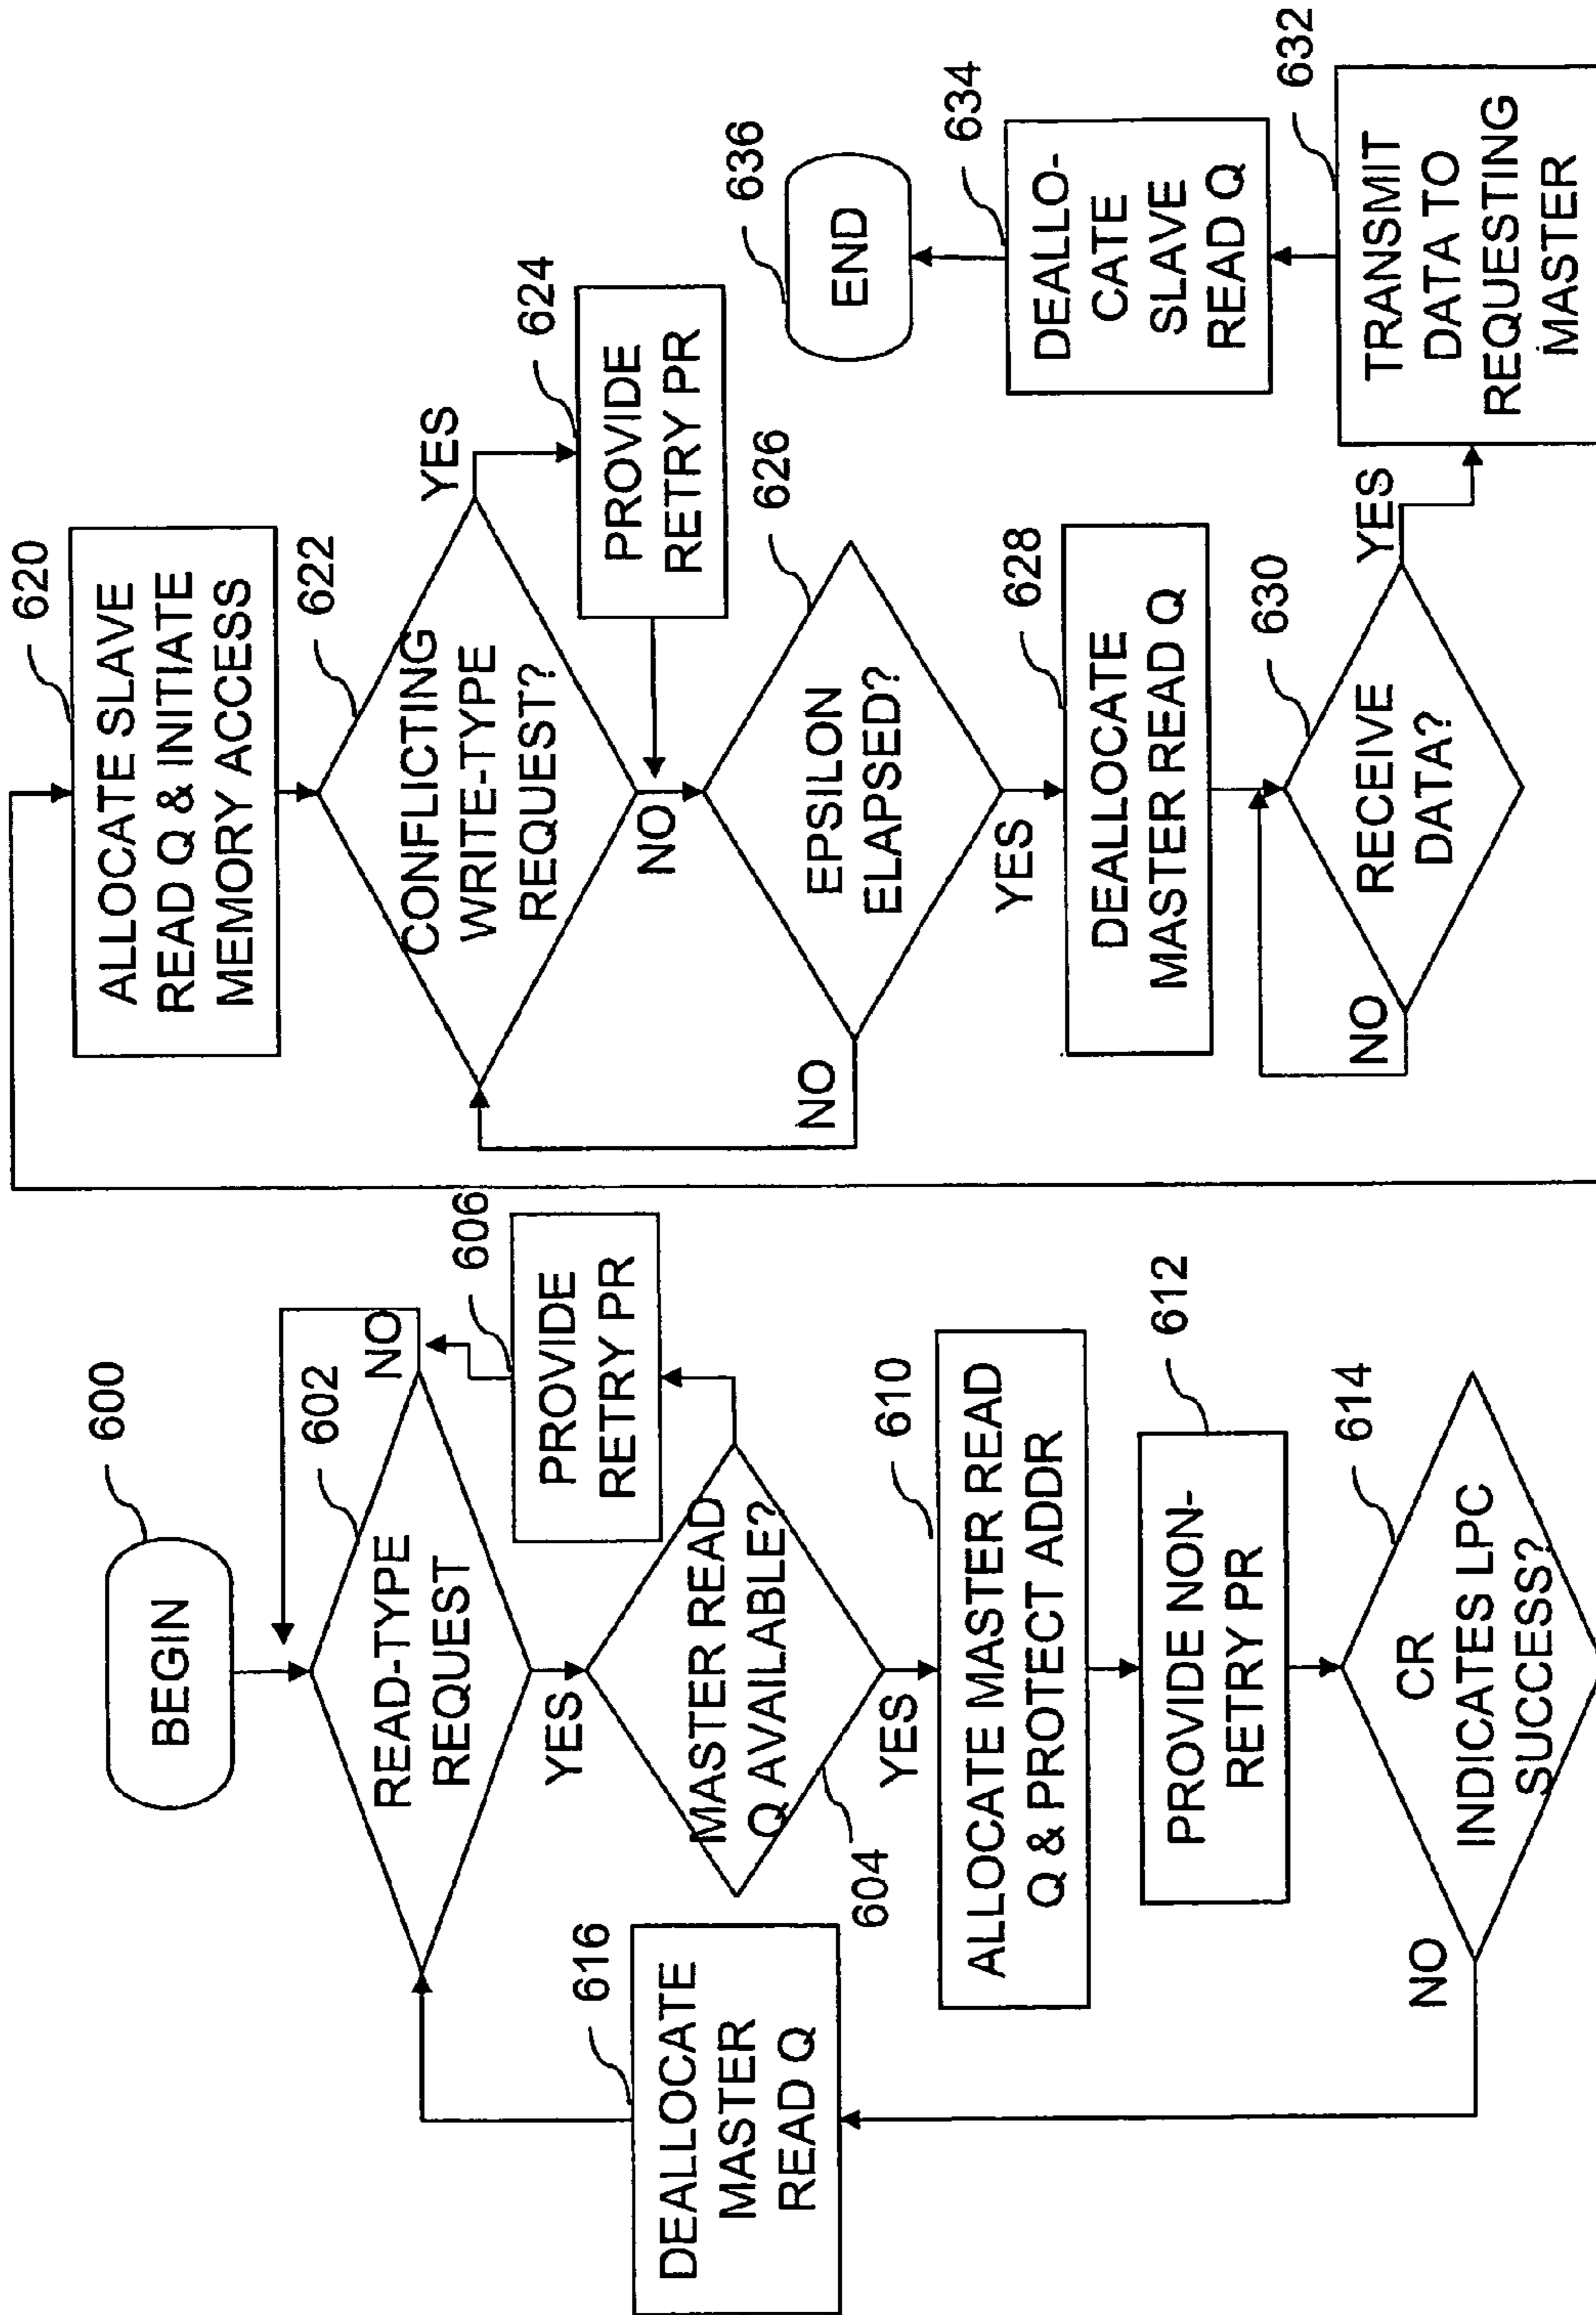 600
BEGIN
602
READ-TYPE
REQUEST
NO
YES
606
PROVIDE
RETRY PR
MASTER READ
Q AVAILABLE?
604
YES
610
ALLOCATE MASTER READ
Q & PROTECT ADDR
612
PROVIDE NON-
RETRY PR
614
CR
INDICATES LPC
SUCCESS?
NO
616
DEALLOCATE
MASTER
READ Q
620
ALLOCATE SLAVE
READ Q & INITIATE
MEMORY ACCESS
622
CONFLICTING
WRITE-TYPE
REQUEST?
YES
NO
624
PROVIDE
RETRY PR
626
EPSILON
ELAPSED?
NO
YES
628
DEALLOCATE
MASTER READ Q
630
RECEIVE
DATA?
NO
YES
632
TRANSMIT
DATA TO
REQUESTING
MASTER
634
DEALLO-
CATE
SLAVE
READ Q
636
END